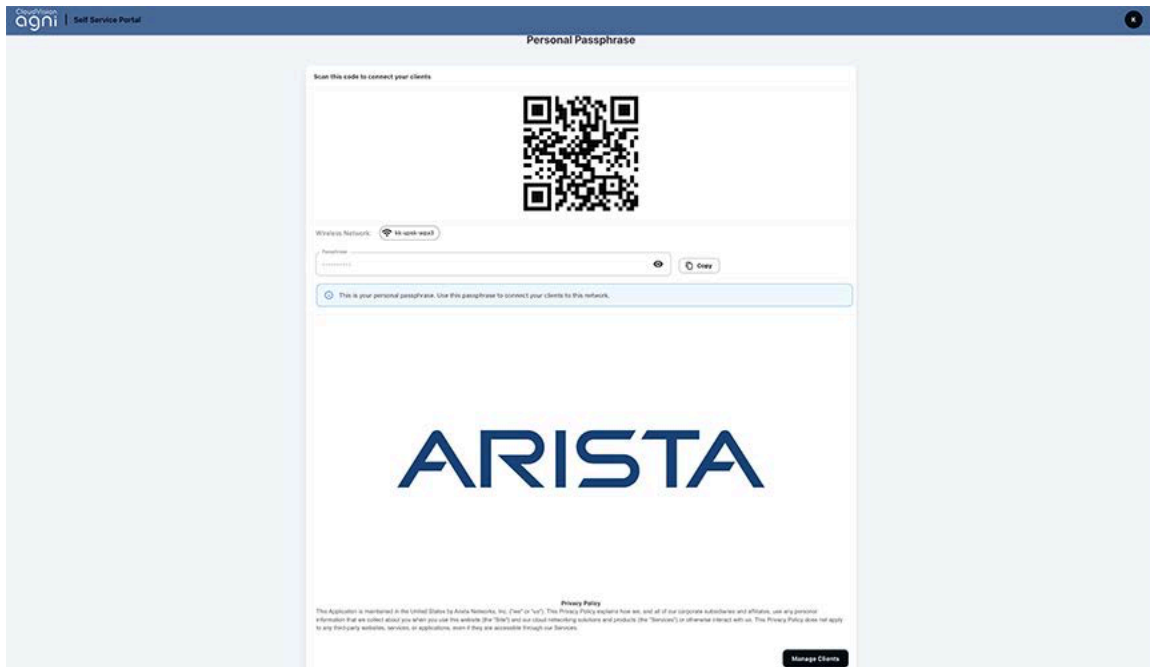 CloudVision
agni | Self Service Portal
K
Personal Passphrase
Scan this code to connect your clients
Wireless Network:
Passphrase
Copy
This is your personal passphrase. Use this passphrase to connect your clients to this network.
ARISTA
Privacy Policy
This Application is maintained in the United States by Arista Networks, Inc. ("we" or "us"). This Privacy Policy explains how we, and all of our corporate subsidiaries and affiliates, use any personal
information that we collect about you when you use this website (the "Site") and our cloud networking solutions and products (the "Services") or otherwise interact with us. This Privacy Policy does not apply
to any third-party websites, services, or applications, even if they are accessible through our Services.
Manage Clients